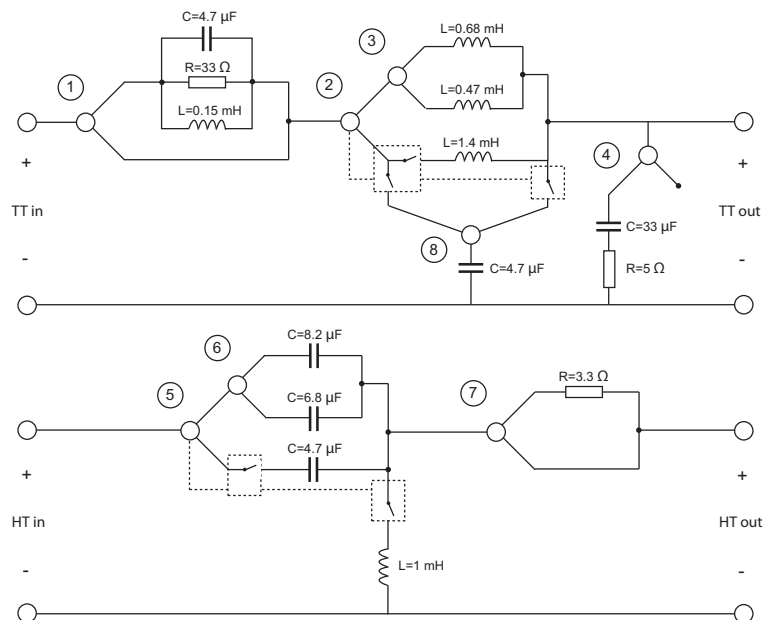 C=4.7 µF
R=33 Ω
L=0.15 mH
1
+
TT in
-
2
3
L=0.68 mH
L=0.47 mH
L=1.4 mH
8
C=4.7 µF
4
C=33 µF
R=5 Ω
+
TT out
-
5
6
C=8.2 µF
C=6.8 µF
C=4.7 µF
+
HT in
-
L=1 mH
7
R=3.3 Ω
+
HT out
-